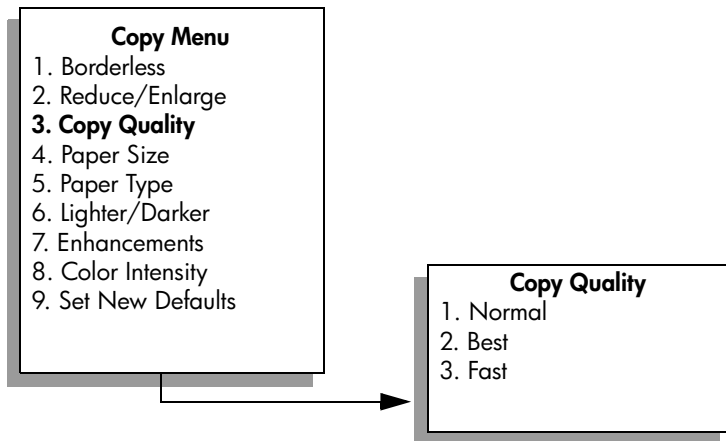 Copy Menu
1. Borderless
2. Reduce/Enlarge
3. Copy Quality
4. Paper Size
5. Paper Type
6. Lighter/Darker
7. Enhancements
8. Color Intensity
9. Set New Defaults
Copy Quality
1. Normal
2. Best
3. Fast